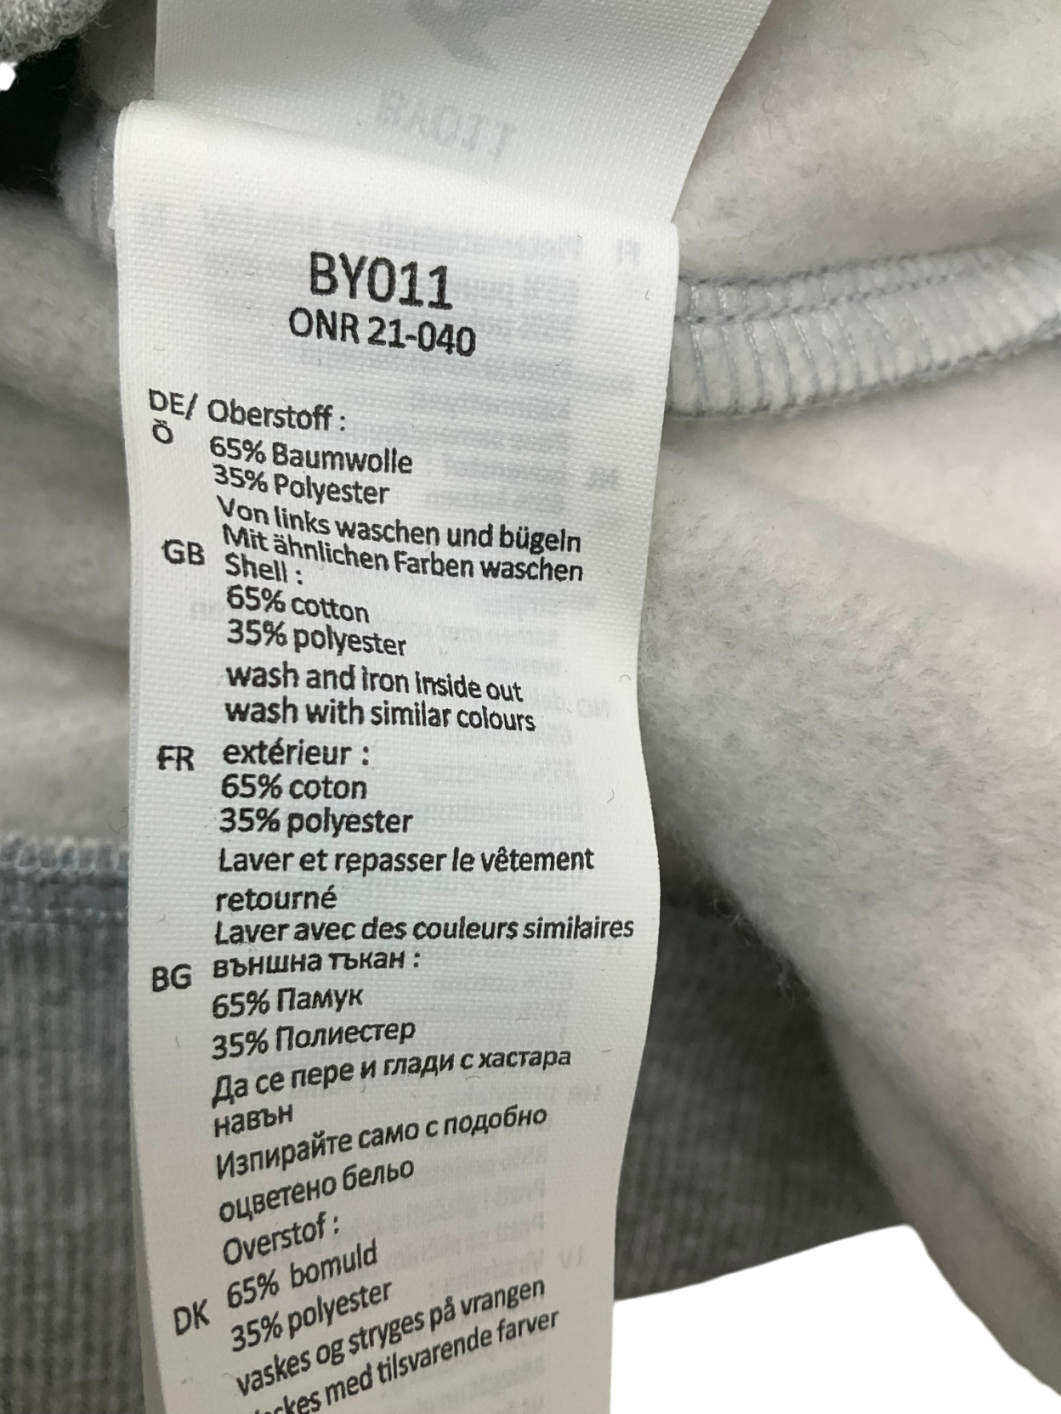 BY011
ONR 21-040
DE/ Oberstoff :
Ö
65% Baumwolle
35% Polyester
Von links waschen und bügeln
Mit ähnlichen Farben waschen
GB Shell :
65% cotton
35% polyester
wash and iron inside out
wash with similar colours
FR extérieur :
65% coton
35% polyester
Laver et repasser le vêtement
retourné
Laver avec des couleurs similaires
BG външна тъкан :
65% Памук
35% Полиестер
Да се пере и глади с хастара
навън
Изпирайте само с подобно
оцветено бельо
Overstof :
65% bomuld
DK 35% polyester
vaskes og stryges på vrangen
med tilsvarende farver